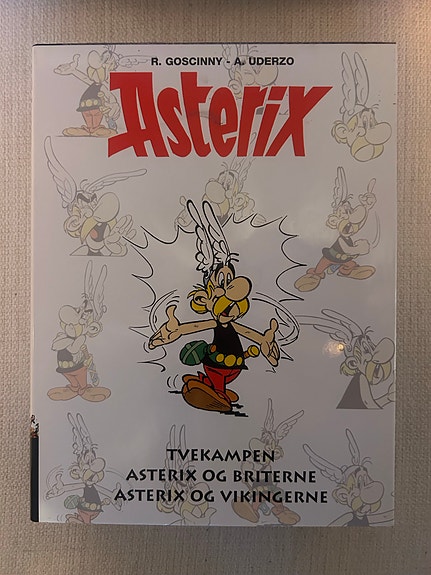 R. GOSCINNY - A. UDERZO
Asterix
TVEKAMPEN
ASTERIX OG BRITERNE
ASTERIX OG VIKINGERNE